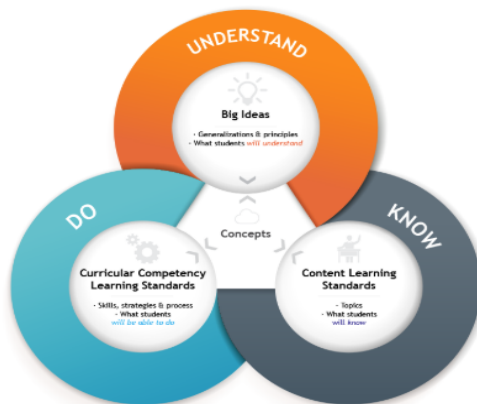 UNDERSTAND
Big Ideas
- Generalizations & principles
- What students will understand
DO
KNOW
Concepts
Curricular Competency
Learning Standards
- Skills, strategies & process
- What students
will be able to do
Content Learning
Standards
- Topics
- What students
will know